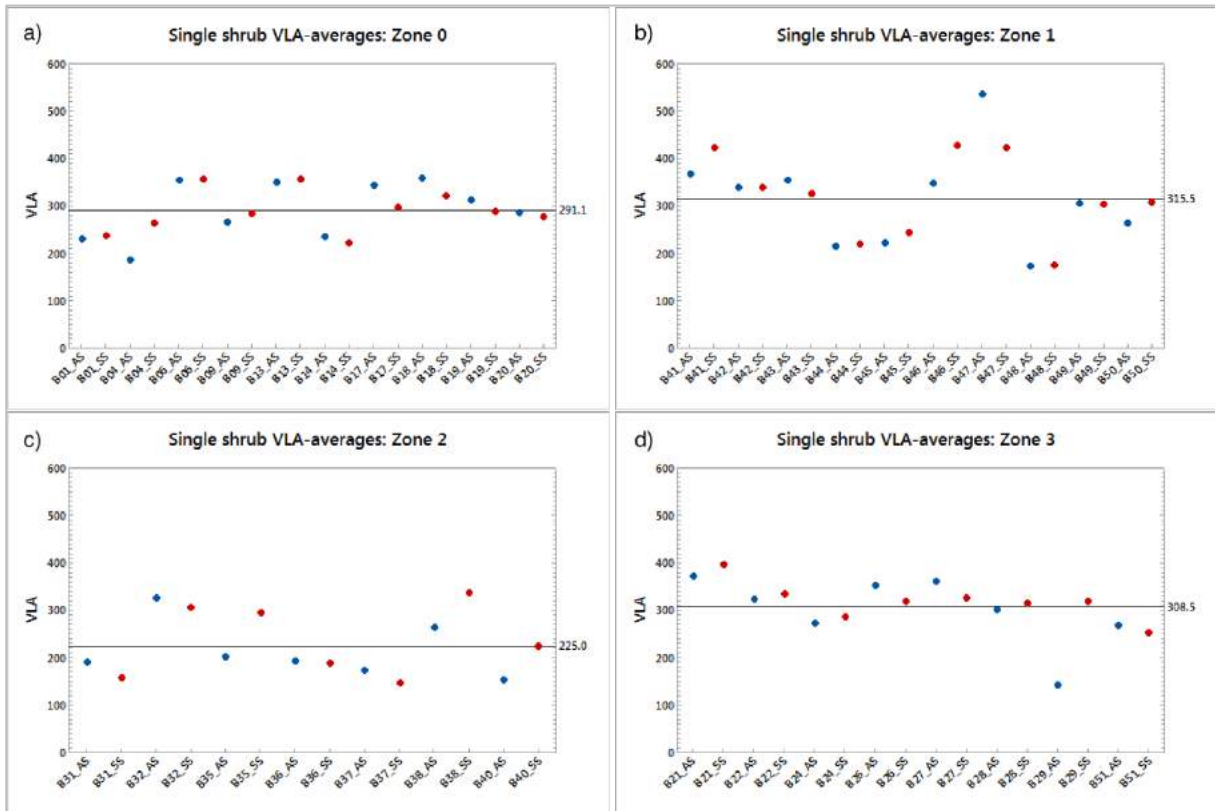 a)
Single shrub VLA-averages: Zone 0
600
500
400
300
200
100
0
VLA
291.1
B01_AS
B01_SS
B04_AS
B04_SS
B06_AS
B06_SS
B09_AS
B09_SS
B13_AS
B13_SS
B14_AS
B14_SS
B17_AS
B17_SS
B18_AS
B18_SS
B19_AS
B19_SS
B20_AS
B20_SS
b)
Single shrub VLA-averages: Zone 1
600
500
400
300
200
100
0
VLA
315.5
B41_AS
B41_SS
B42_AS
B42_SS
B43_AS
B43_SS
B44_AS
B44_SS
B45_AS
B45_SS
B46_AS
B46_SS
B47_AS
B47_SS
B48_AS
B48_SS
B49_AS
B49_SS
B50_AS
B50_SS
c)
Single shrub VLA-averages: Zone 2
600
500
400
300
200
100
0
VLA
225.0
B31_AS
B31_SS
B32_AS
B32_SS
B35_AS
B35_SS
B36_AS
B36_SS
B37_AS
B37_SS
B38_AS
B38_SS
B40_AS
B40_SS
d)
Single shrub VLA-averages: Zone 3
600
500
400
300
200
100
0
VLA
308.5
B21_AS
B21_SS
B22_AS
B22_SS
B24_AS
B24_SS
B26_AS
B26_SS
B27_AS
B27_SS
B28_AS
B28_SS
B29_AS
B29_SS
B51_AS
B51_SS